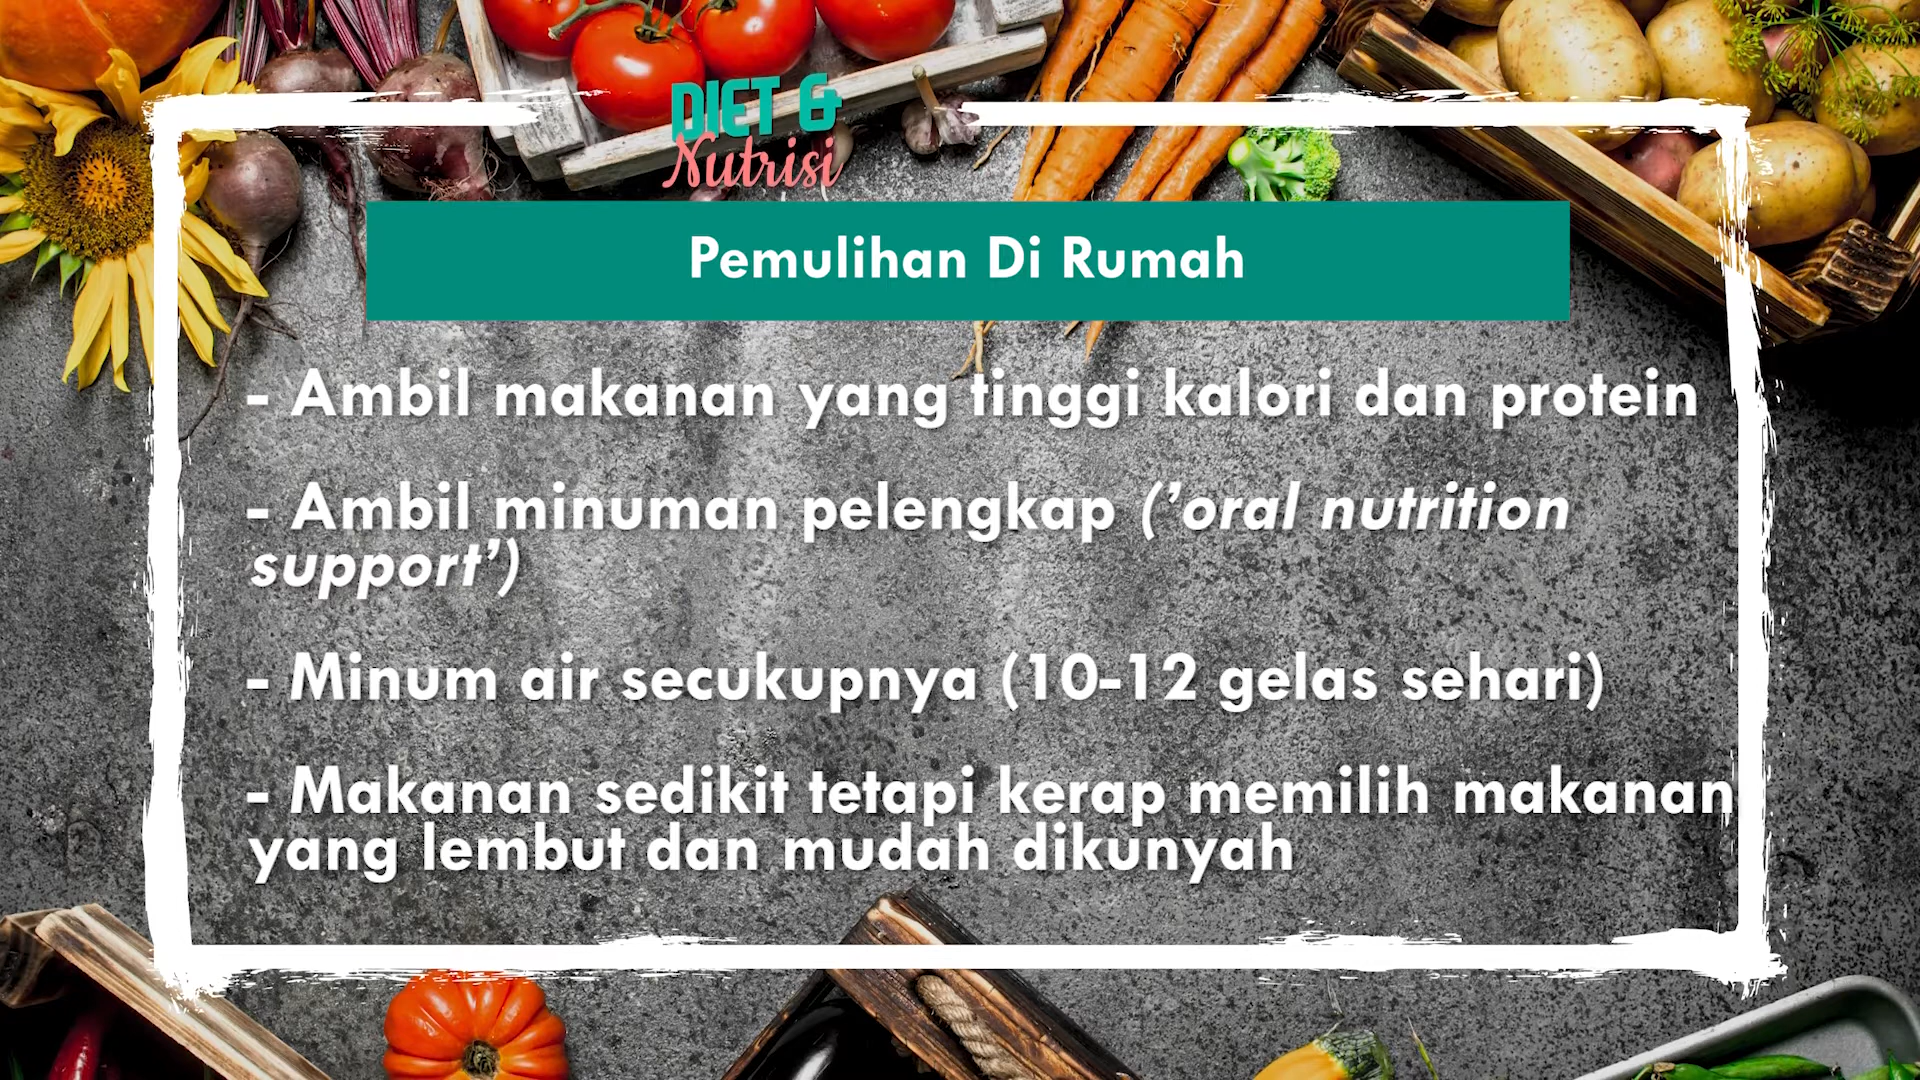 DIET &
Nutrisi
Pemulihan Di Rumah
- Ambil makanan yang tinggi kalori dan protein
- Ambil minuman pelengkap (’oral nutrition
support’)
- Minum air secukupnya (10-12 gelas sehari)
- Makanan sedikit tetapi kerap memilih makanan
yang lembut dan mudah dikunyah